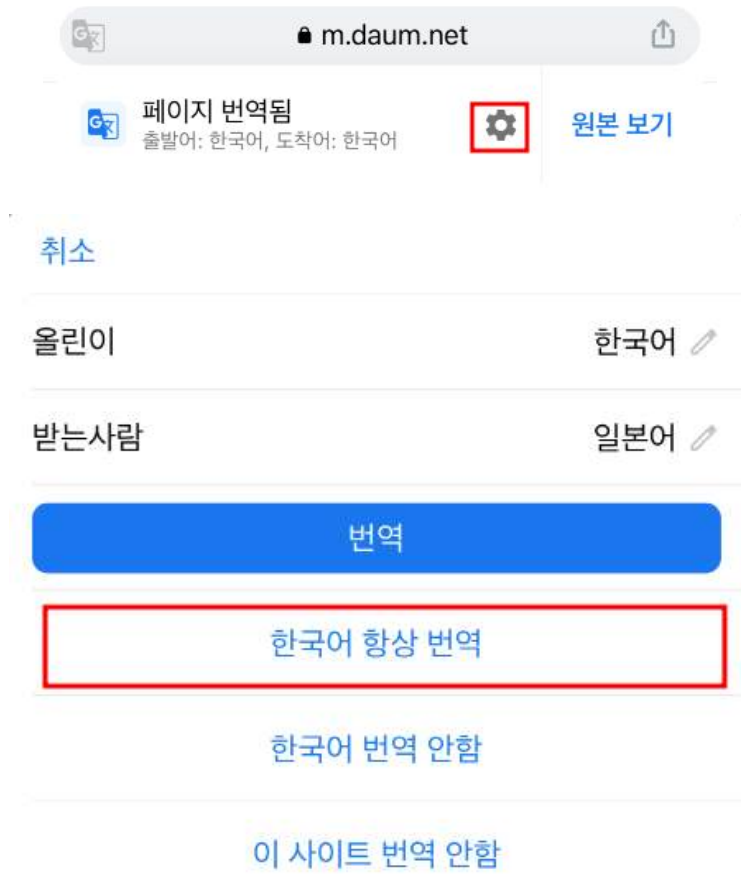 m.daum.net
페이지 번역됨
출발어: 한국어, 도착어: 한국어
원본 보기
취소
올린이 한국어
받는사람 일본어
번역
한국어 항상 번역
한국어 번역 안함
이 사이트 번역 안함